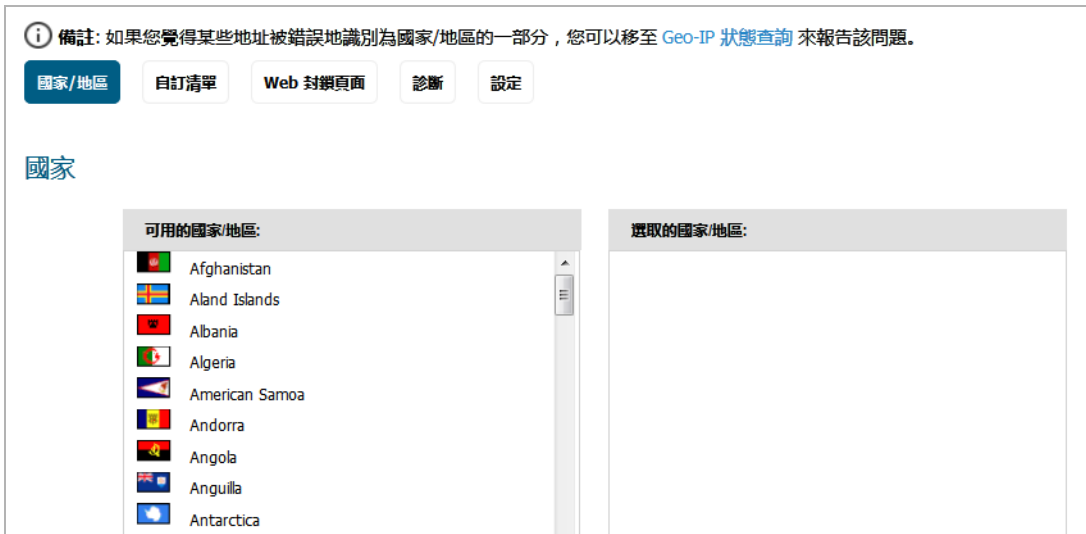 備註: 如果您覺得某些地址被錯誤地識別為國家/地區的一部分，您可以移至 Geo-IP 狀態查詢 來報告該問題。
國家/地區 自訂清單 Web 封鎖頁面 診斷 設定
國家
可用的國家/地區: 選取的國家/地區:
Afghanistan
Aland Islands
Albania
Algeria
American Samoa
Andorra
Angola
Anguilla
Antarctica